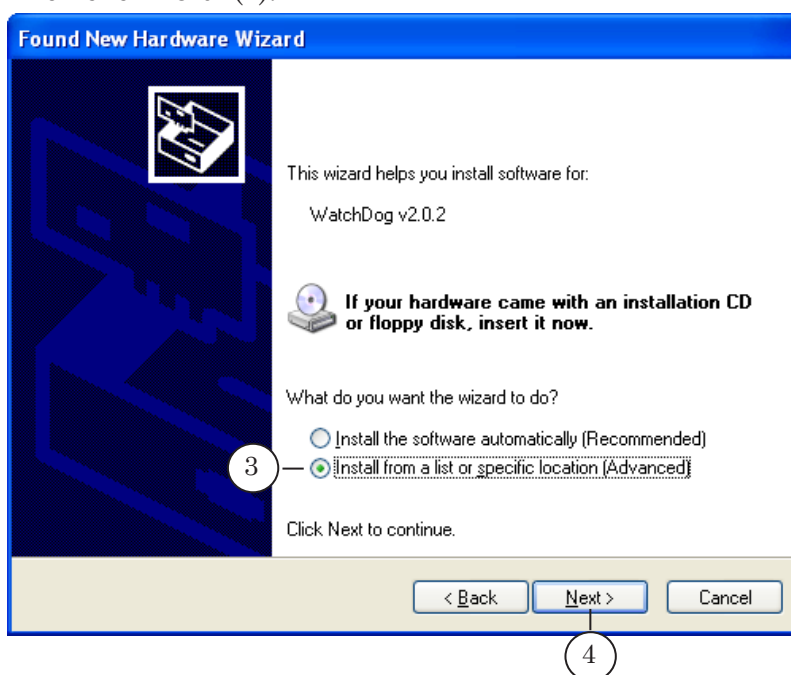 Found New Hardware Wizard
This wizard helps you install software for:
WatchDog v2.0.2
If your hardware came with an installation CD
or floppy disk, insert it now.
What do you want the wizard to do?
Install the software automatically (Recommended)
3
Install from a list or specific location (Advanced)
Click Next to continue.
< Back
Next >
Cancel
4